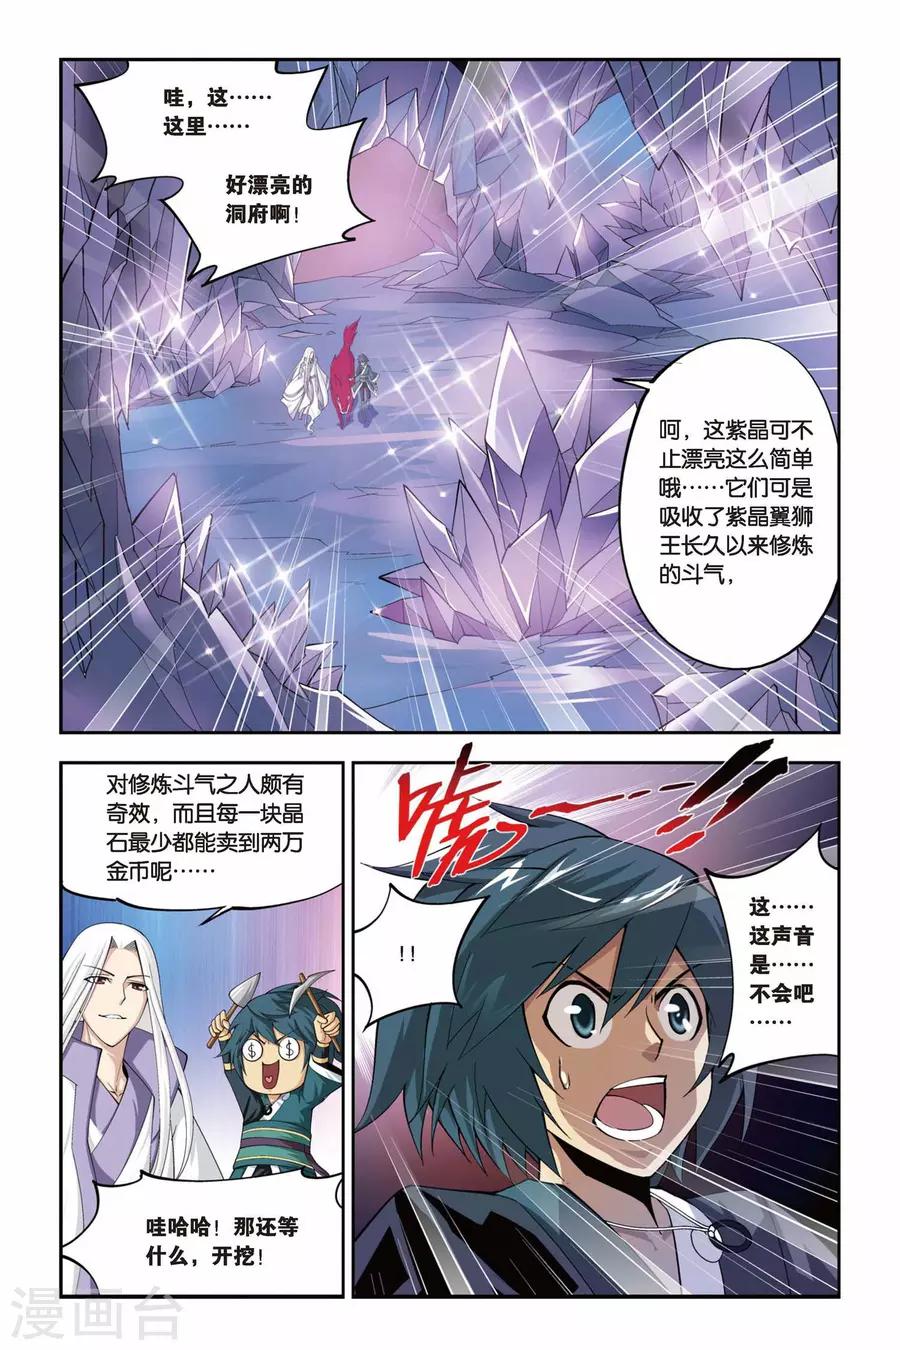 哇，这……
这里……
好漂亮的
洞府啊！
呵，这紫晶可不
止漂亮这么简单
哦……它们可是
吸收了紫晶翼狮
王长久以来修炼
的斗气，
对修炼斗气之人颇有
奇效，而且每一块晶
石最少都能卖到两万
金币呢……
$ $
哇哈哈！那还等
什么，开挖！
唬——！！！
！！
这……
这声音
是……
不会吧
……
漫画台